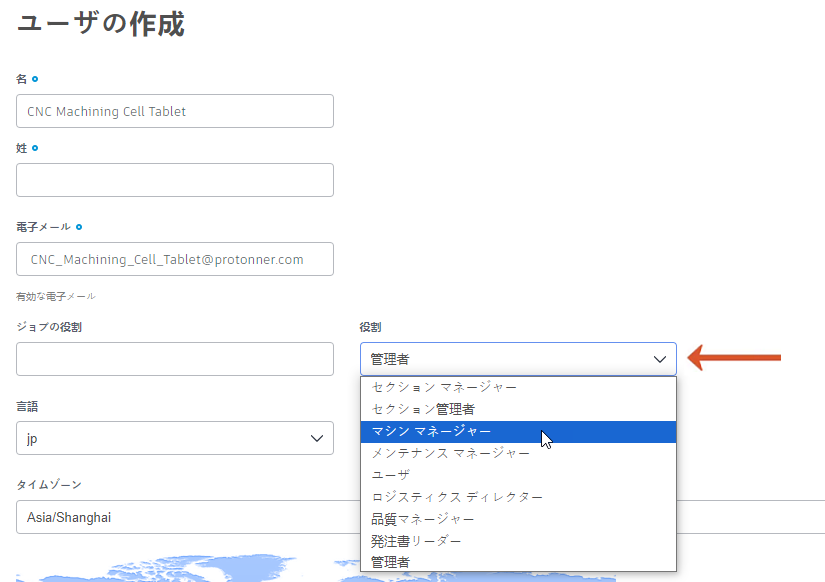 ユーザの作成
名
CNC Machining Cell Tablet
姓
電子メール
CNC_Machining_Cell_Tablet@protonner.com
有効な電子メール
ジョブの役割
役割
管理者
セクション マネージャー
セクション管理者
マシン マネージャー
メンテナンス マネージャー
ユーザ
ロジスティクス ディレクター
品質マネージャー
発注書リーダー
管理者
言語
jp
タイムゾーン
Asia/Shanghai